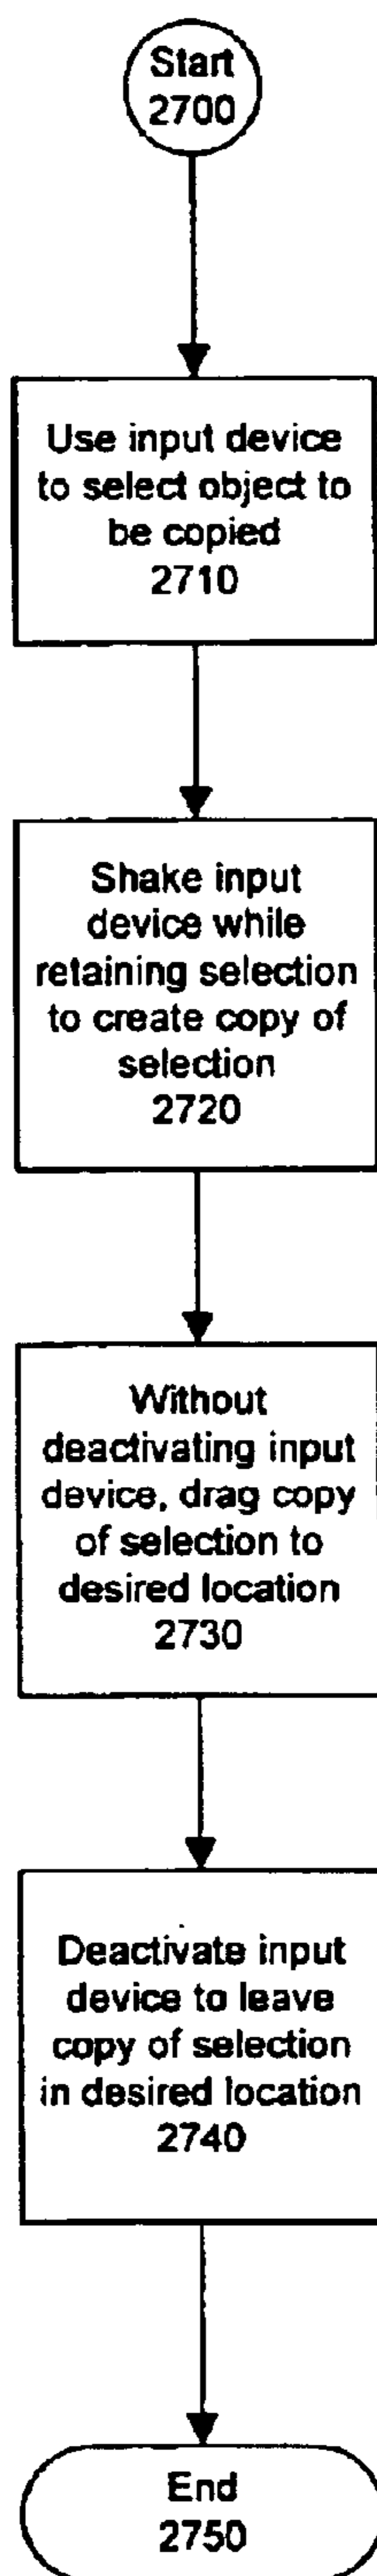 Start
2700
Use input device
to select object to
be copied
2710
Shake input
device while
retaining selection
to create copy of
selection
2720
Without
deactivating input
device, drag copy
of selection to
desired location
2730
Deactivate input
device to leave
copy of selection
in desired location
2740
End
2750